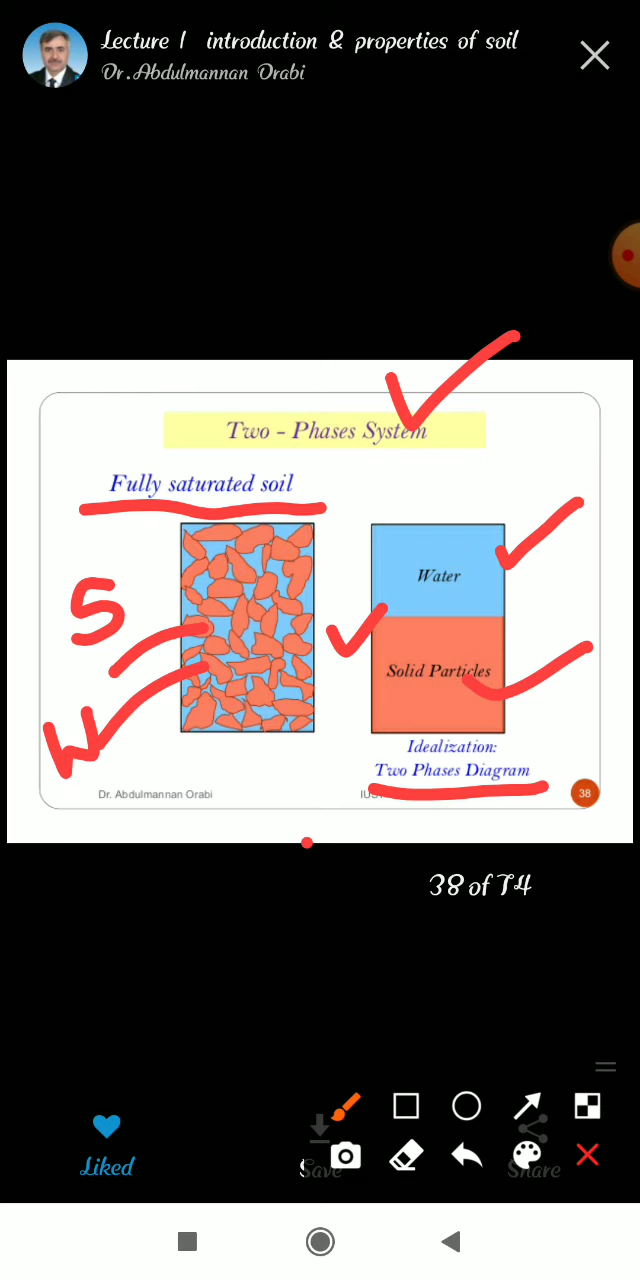 Lecture 1 introduction & properties of soil
Dr.Abdulmannan Orabi
Two - Phases System
Fully saturated soil
S
W
Water
Solid Particles
Idealization:
Two Phases Diagram
Dr. Abdulmannan Orabi
38
38 of 74
Liked
Save
Share